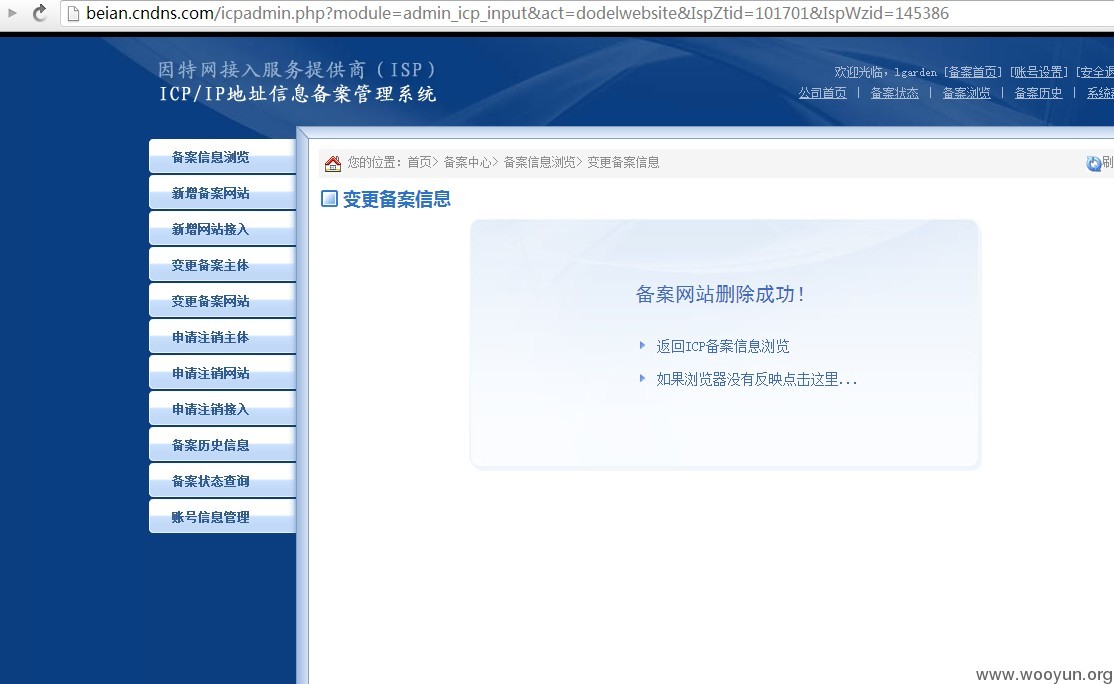 beian.cndns.com/icpadmin.php?module=admin_icp_input&act=dodelwebsite&IspZtid=101701&IspWzid=145386
因特网接入服务提供商（ISP）
ICP/IP地址信息备案管理系统
欢迎光临，lgarden [备案首页] [账号设置] [安全退
公司首页 | 备案状态 | 备案浏览 | 备案历史 | 系统
备案信息浏览
新增备案网站
新增网站接入
变更备案主体
变更备案网站
申请注销主体
申请注销网站
申请注销接入
备案历史信息
备案状态查询
账号信息管理
您的位置：首页> 备案中心> 备案信息浏览> 变更备案信息
刷
变更备案信息
备案网站删除成功！
返回ICP备案信息浏览
如果浏览器没有反映点击这里...
www.wooyun.org